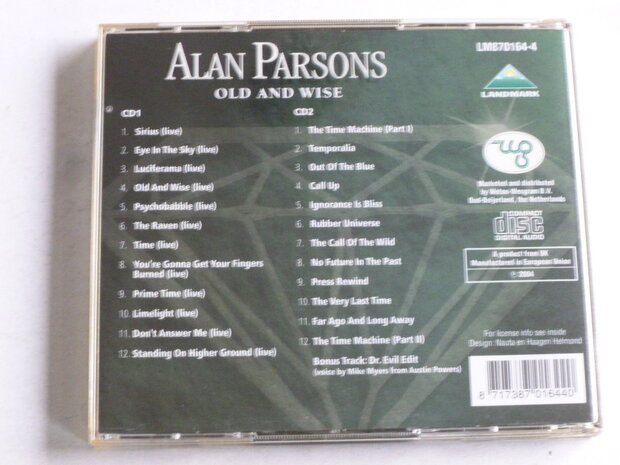 ALAN PARSONS
OLD AND WISE
CD1
1. Sirius (live)
2. Eye In The Sky (live)
3. Luciferama (live)
4. Old And Wise (live)
5. Psychobabble (live)
6. The Raven (live)
7. Time (live)
8. You're Gonna Get Your Fingers
Burned (live)
9. Prime Time (live)
10. Limelight (live)
11. Don't Answer Me (live)
12. Standing On Higher Ground (live)
CD2
1. The Time Machine (Part I)
2. Temporalia
3. Out Of The Blue
4. Call Up
5. Ignorance Is Bliss
6. Rubber Universe
7. The Call Of The Wild
8. No Future In The Past
9. Press Rewind
10. The Very Last Time
11. Far Ago And Long Away
12. The Time Machine (Part II)
Bonus Track: Dr. Evil Edit
(voice by Mike Myers from Austin Powers)
LM870164-4
LANDMARK
Marketed and distributed
by Weton-Wesgram B.V.
Oud-Beijerland, the Netherlands
COMPACT
disc
DIGITAL AUDIO
A product from UK
Manufactured in European Union
℗ 2004
For license info see inside
Design: Nauta en Haagen Helmond
8 717387 016440